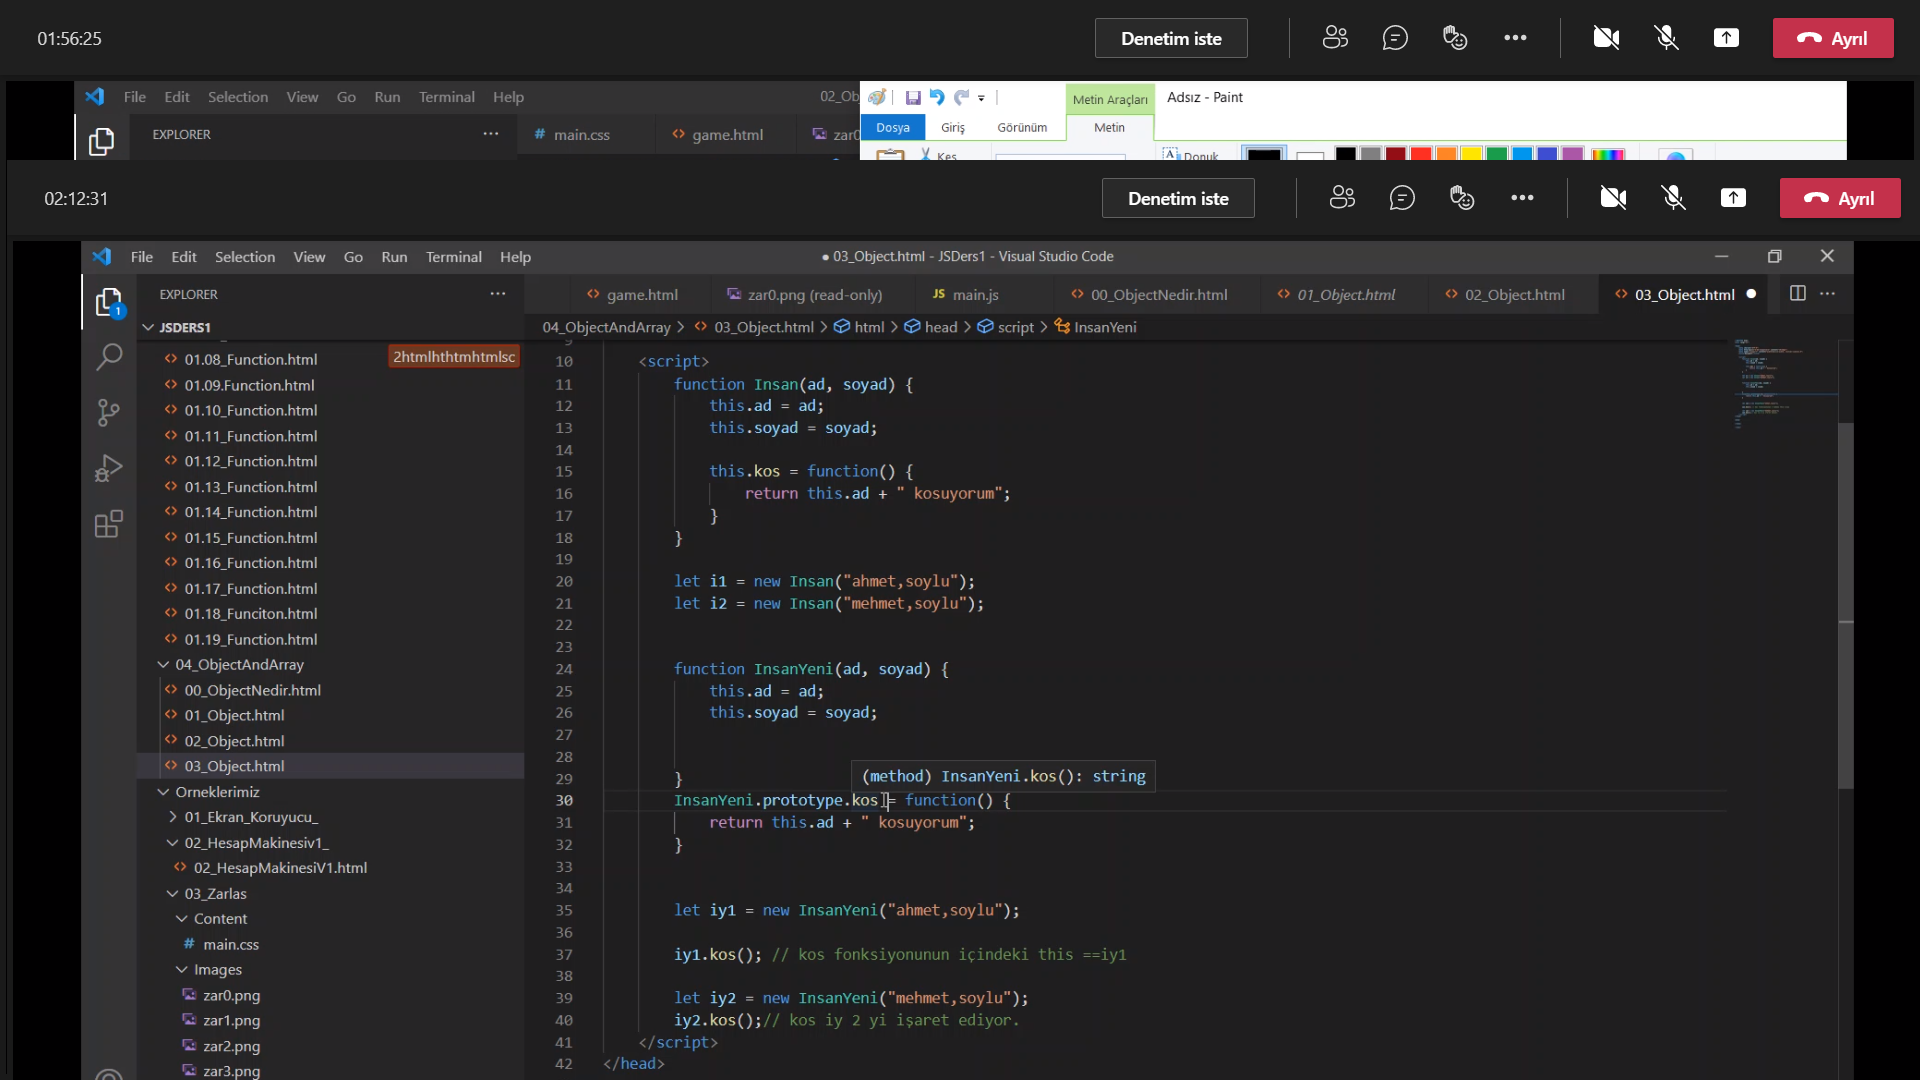 01:56:25
Denetim iste
Ayrıl
File Edit Selection View Go Run Terminal Help
02_Ob
Metin Araçları
Adsız - Paint
EXPLORER
main.css
game.html
zar0
Dosya
Giriş
Görünüm
Metin
Kes
Donuk
02:12:31
Denetim iste
Ayrıl
File Edit Selection View Go Run Terminal Help
● 03_Object.html - JSDers1 - Visual Studio Code
EXPLORER
game.html
zar0.png (read-only)
JS main.js
00_ObjectNedir.html
01_Object.html
02_Object.html
03_Object.html
JSDERS1
04_ObjectAndArray > 03_Object.html > html > head > script > InsanYeni
01.08_Function.html
2htmlhthtmhtmlsc
01.09.Function.html
01.10_Function.html
01.11_Function.html
01.12_Function.html
01.13_Function.html
01.14_Function.html
01.15_Function.html
01.16_Function.html
01.17_Function.html
01.18_Funciton.html
01.19_Function.html
04_ObjectAndArray
00_ObjectNedir.html
01_Object.html
02_Object.html
03_Object.html
Orneklerimiz
01_Ekran_Koruyucu_
02_HesapMakinesiv1_
02_HesapMakinesiV1.html
03_Zarlas
Content
# main.css
Images
zar0.png
zar1.png
zar2.png
zar3.png
9
10 <script>
11 function Insan(ad, soyad) {
12 this.ad = ad;
13 this.soyad = soyad;
14
15 this.kos = function() {
16 return this.ad + " kosuyorum";
17 }
18 }
19
20 let i1 = new Insan("ahmet,soylu");
21 let i2 = new Insan("mehmet,soylu");
22
23
24 function InsanYeni(ad, soyad) {
25 this.ad = ad;
26 this.soyad = soyad;
27
28
(method) InsanYeni.kos(): string
29 }
30 InsanYeni.prototype.kos = function() {
31 return this.ad + " kosuyorum";
32 }
33
34
35 let iy1 = new InsanYeni("ahmet,soylu");
36
37 iy1.kos(); // kos fonksiyonunun içindeki this ==iy1
38
39 let iy2 = new InsanYeni("mehmet,soylu");
40 iy2.kos();// kos iy 2 yi işaret ediyor.
41 </script>
42 </head>